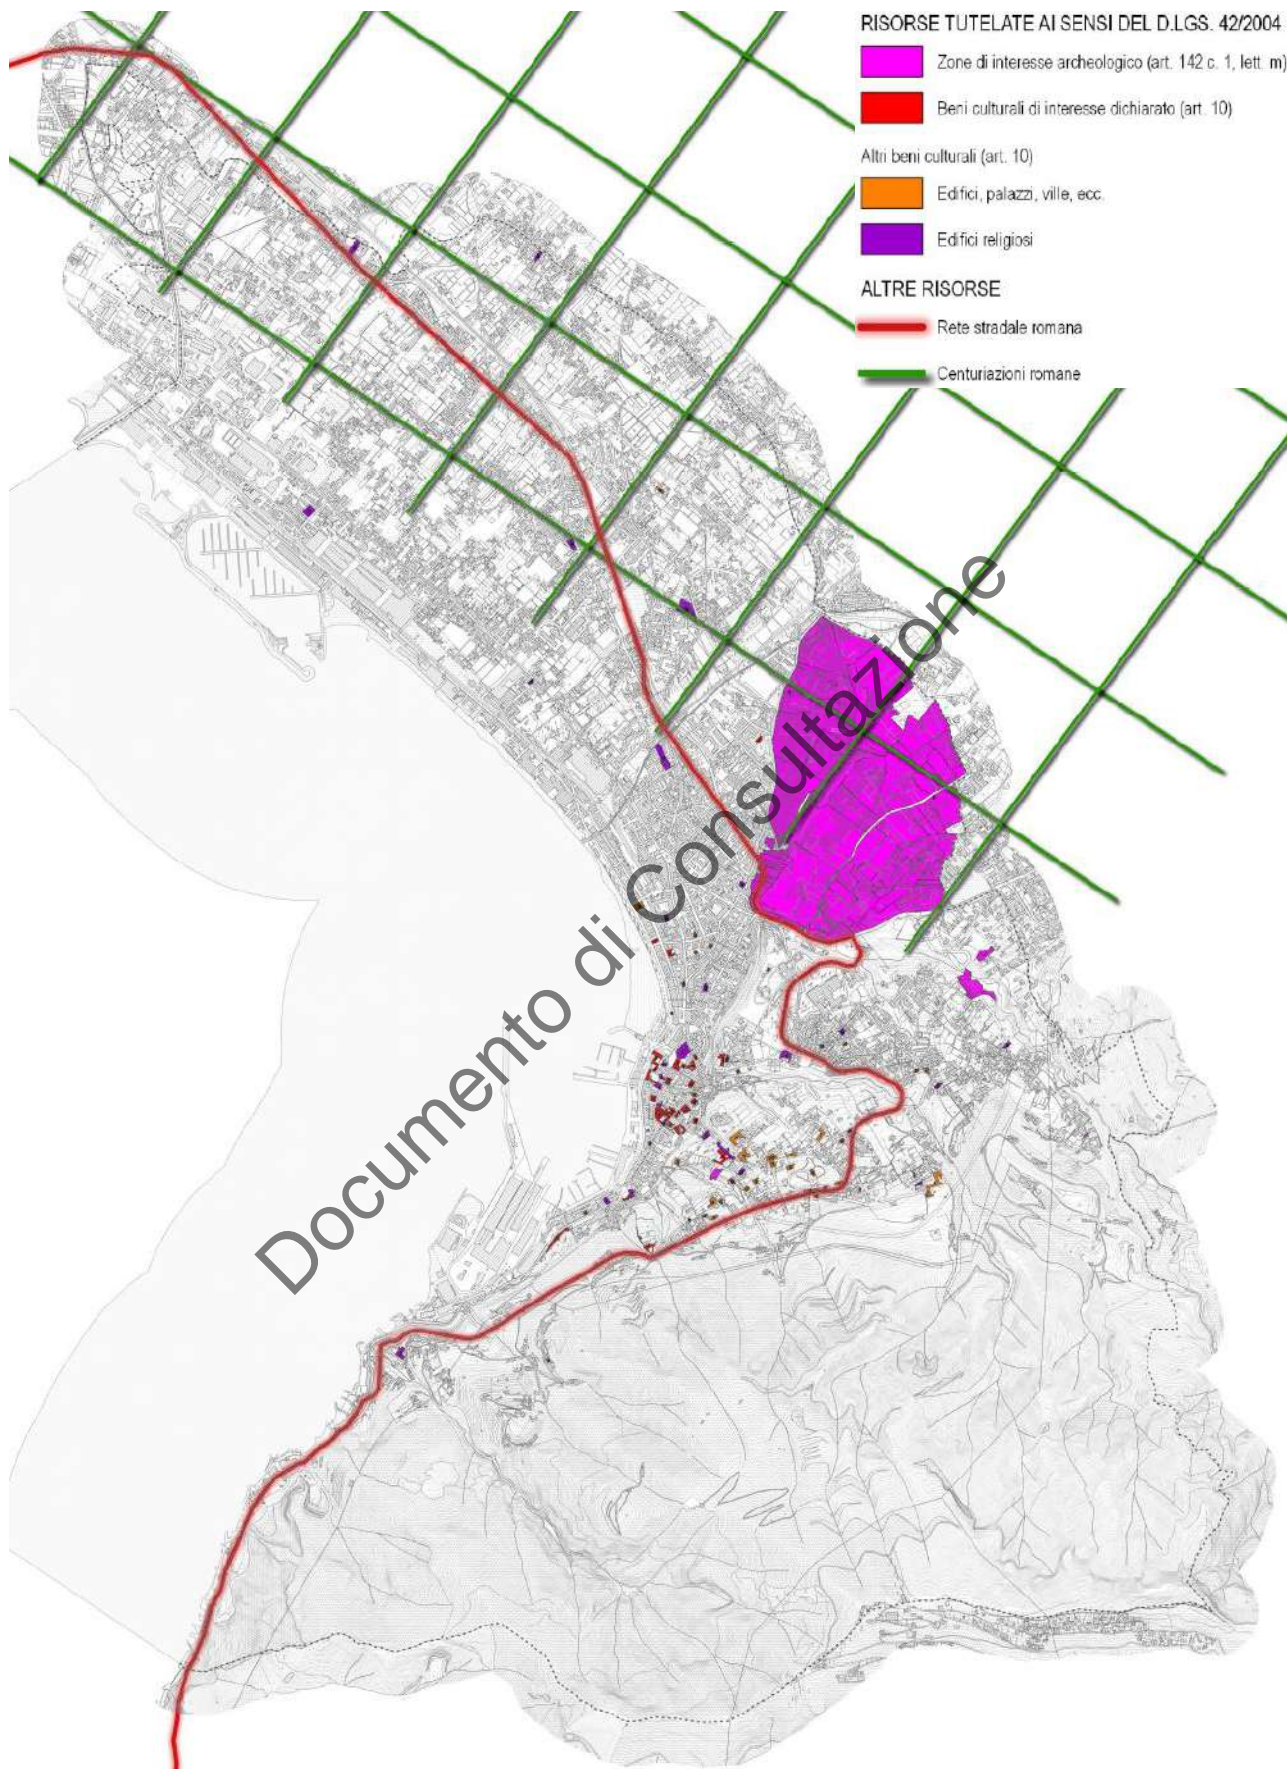 RISORSE TUTELATE AI SENSI DEL D.LGS. 42/2004
Zone di interesse archeologico (art. 142 c. 1, lett. m)
Beni culturali di interesse dichiarato (art. 10)
Altri beni culturali (art. 10)
Edifici, palazzi, ville, ecc.
Edifici religiosi
ALTRE RISORSE
Rete stradale romana
Centuriazioni romane
Documento di Consultazione